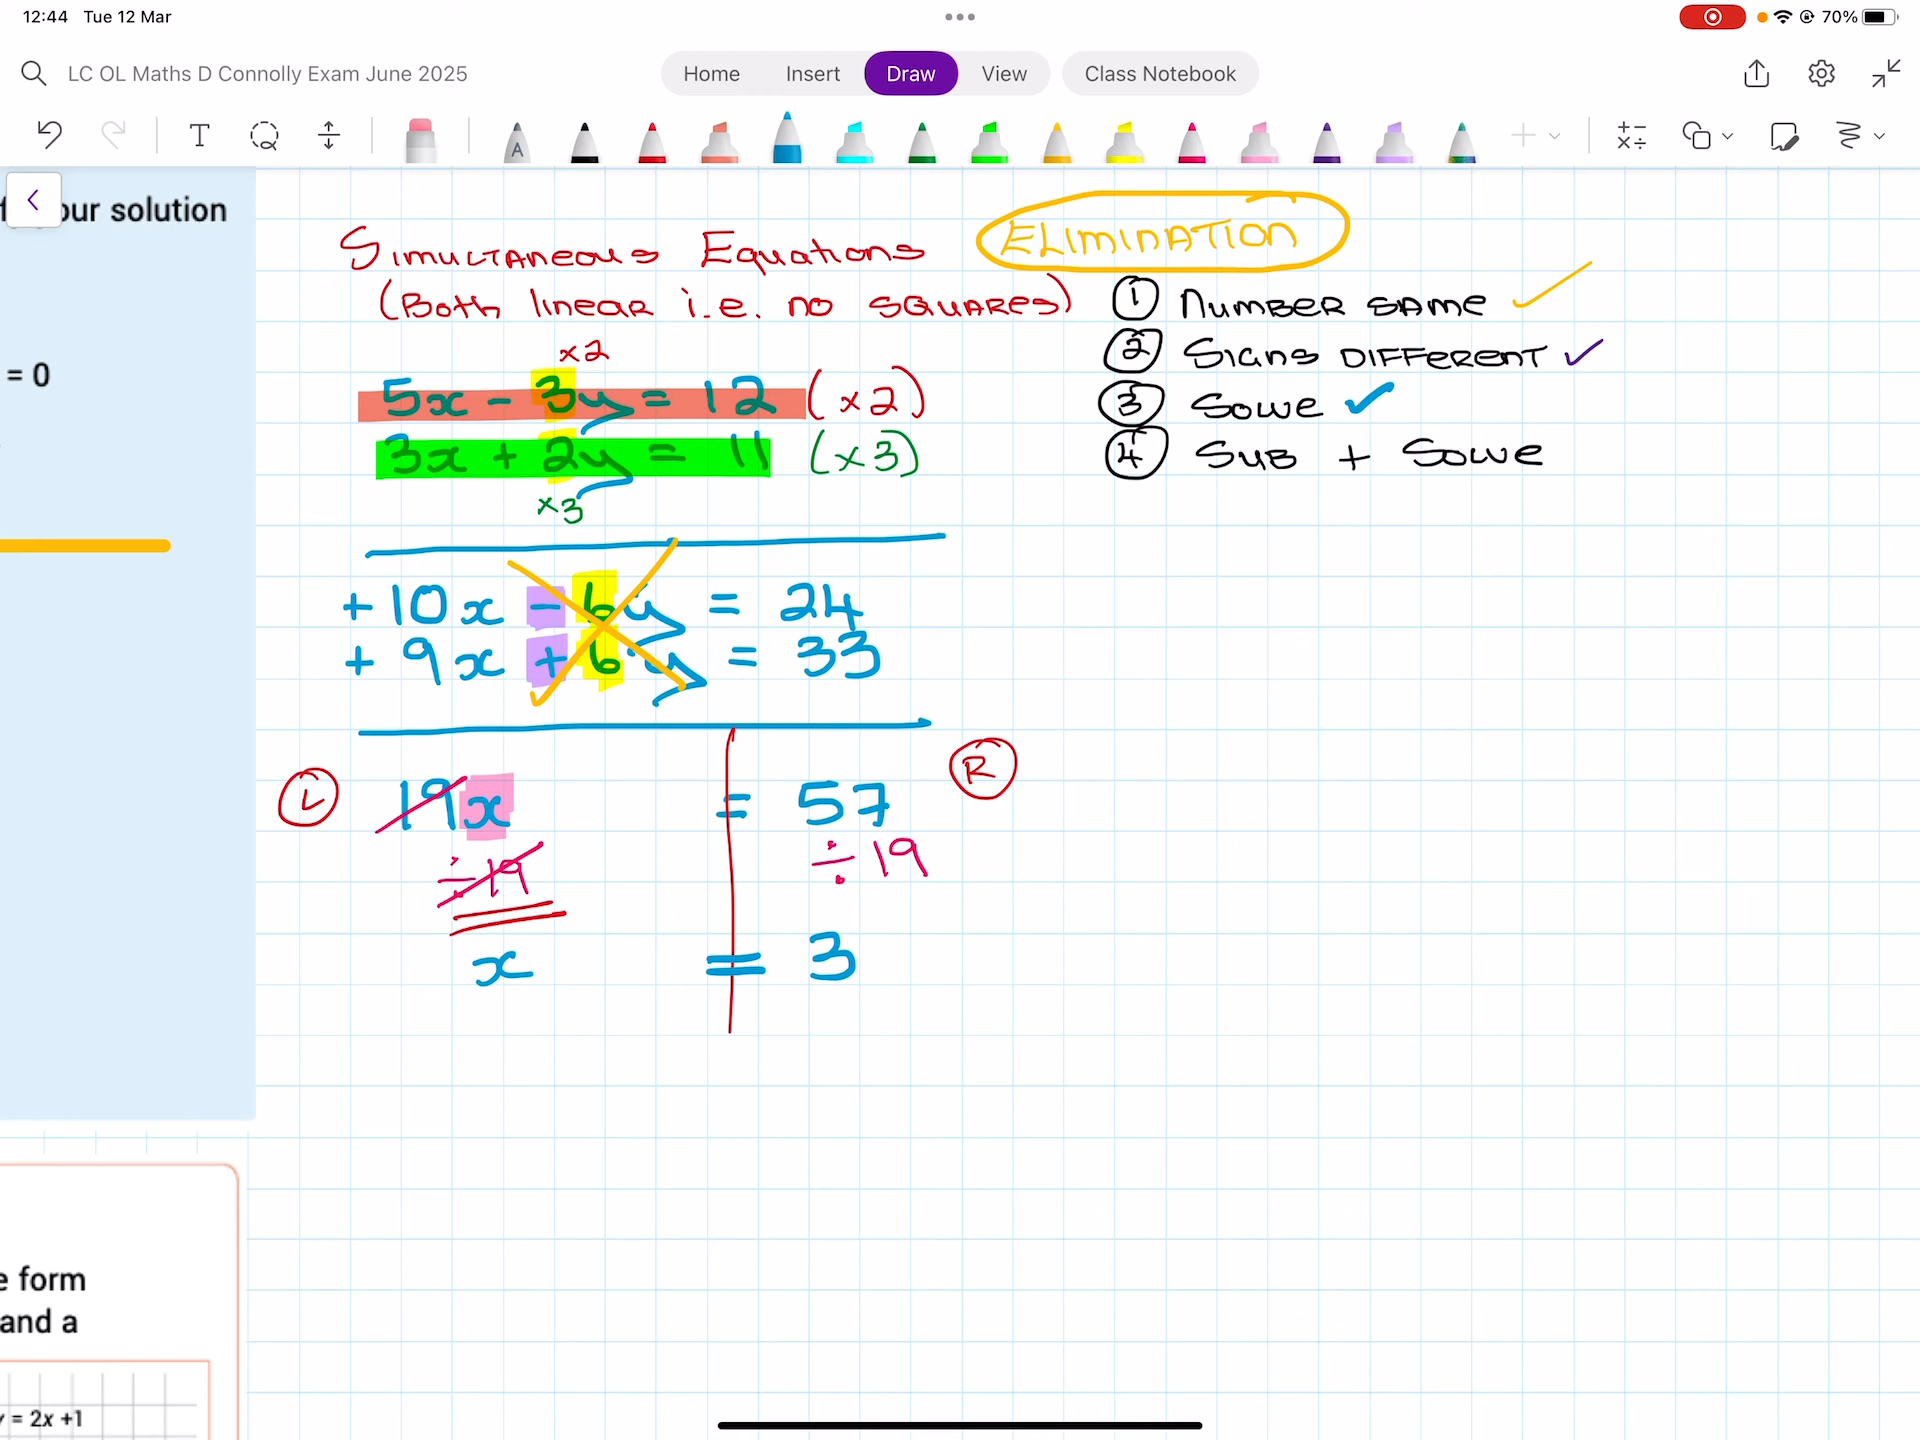 12:44 Tue 12 Mar
70%
LC OL Maths D Connolly Exam June 2025
Home Insert Draw View Class Notebook
T A
our solution
= 0
e form
and a
y = 2x +1
Simultaneous Equations
(Both linear i.e. no squares)
×2
5x - 3y = 12 (×2)
3x + 2y = 11 (×3)
×3
+ 10x - 6y = 24
+ 9x + 6y = 33
L 19x = 57 R
÷19 ÷19
x = 3
ELIMINATION
1 Number same
2 Signs Different
3 Solve
4 Sub + Solve